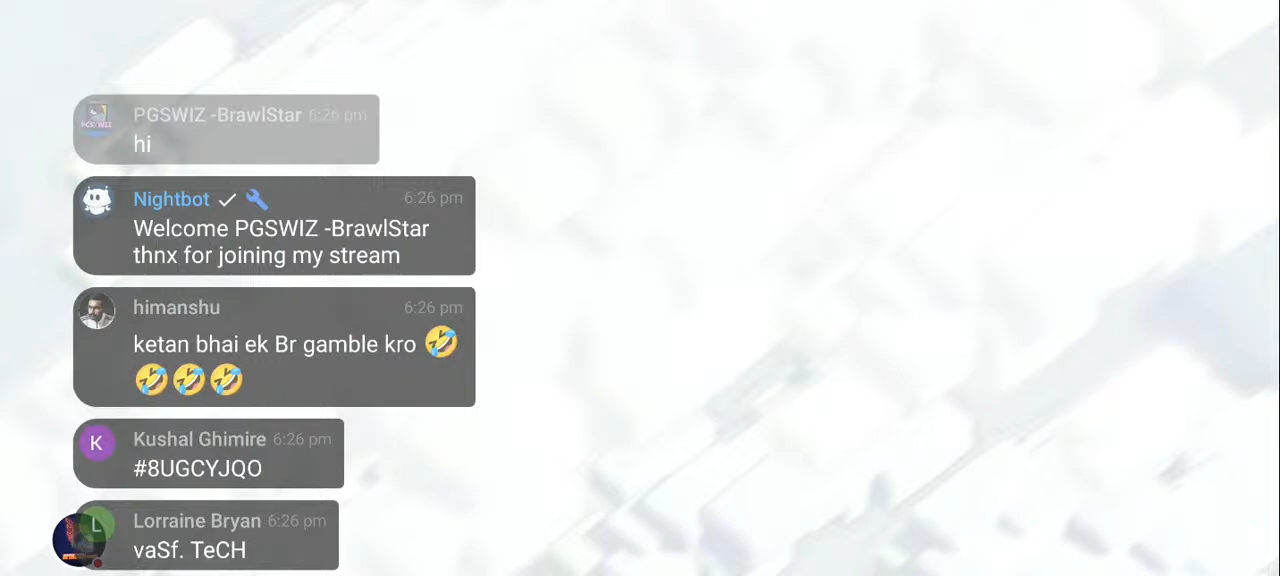 PGSWIZ -BrawlStar 6:26 pm
hi
Nightbot 6:26 pm
Welcome PGSWIZ -BrawlStar
thnx for joining my stream
himanshu 6:26 pm
ketan bhai ek Br gamble kro 🤣
🤣🤣🤣
K Kushal Ghimire 6:26 pm
#8UGCYJQO
L Lorraine Bryan 6:26 pm
vaSf. TeCH